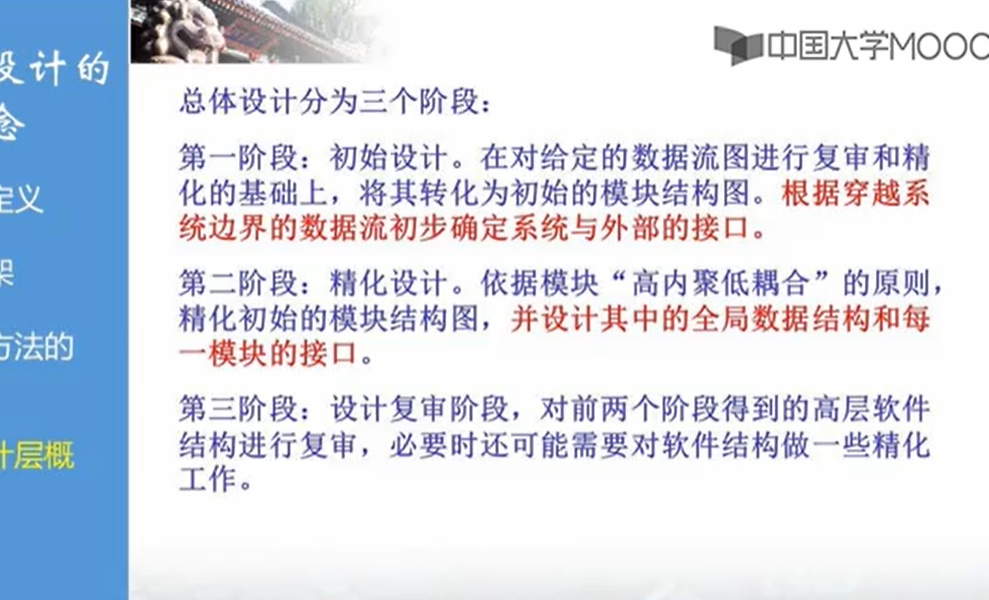 中国大学MOOC
设计的
念
定义
架
方法的
计层概
总体设计分为三个阶段：
第一阶段：初始设计。在对给定的数据流图进行复审和精
化的基础上，将其转化为初始的模块结构图。根据穿越系
统边界的数据流初步确定系统与外部的接口。
第二阶段：精化设计。依据模块“高内聚低耦合”的原则，
精化初始的模块结构图，并设计其中的全局数据结构和每
一模块的接口。
第三阶段：设计复审阶段，对前两个阶段得到的高层软件
结构进行复审，必要时还可能需要对软件结构做一些精化
工作。